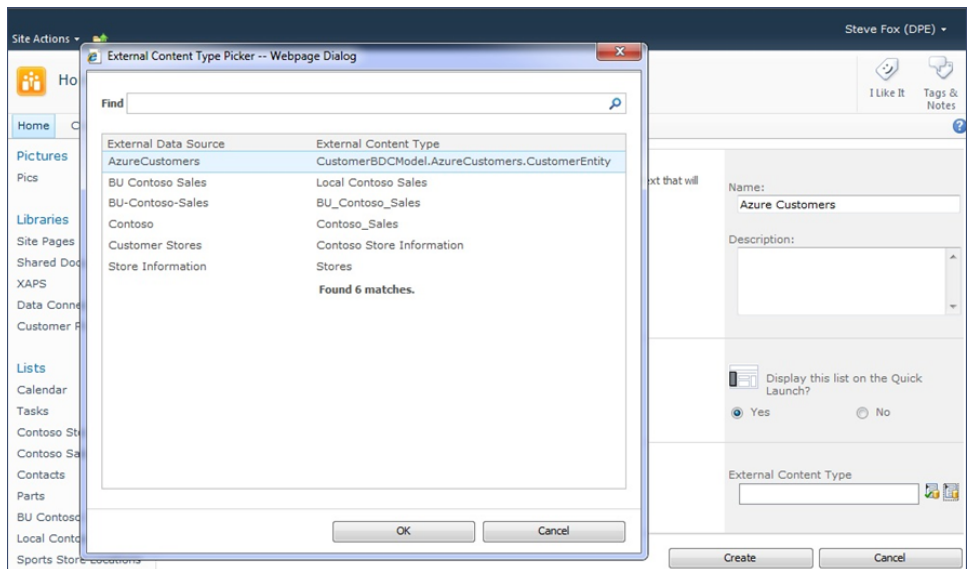 Steve Fox (DPE)
Site Actions
External Content Type Picker -- Webpage Dialog
Ho
I Like It
Tags & Notes
Find
Home
External Data Source External Content Type
AzureCustomers CustomerBDCModel.AzureCustomers.CustomerEntity
BU Contoso Sales Local Contoso Sales
BU-Contoso-Sales BU_Contoso_Sales
Contoso Contoso_Sales
Customer Stores Contoso Store Information
Store Information Stores
Found 6 matches.
OK Cancel
Pictures
Pics
Libraries
Site Pages
Shared Doc
XAPS
Data Conne
Customer
Lists
Calendar
Tasks
Contoso
Contoso Sa
Contacts
Parts
BU Contoso
Local Conto
Sports Store Locations
ext that will
Name:
Azure Customers
Description:
Display this list on the Quick
Launch?
Yes No
External Content Type
Create Cancel